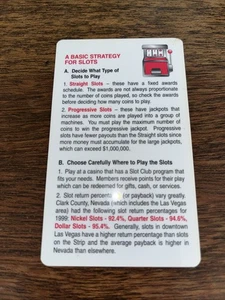 A BASIC STRATEGY
FOR SLOTS
A. Decide What Type of
Slots to Play
1. Straight Slots – these have a fixed awards
schedule. The awards are not always proportionate
to the number of coins played, so check the awards
before deciding how many coins to play.
2. Progressive Slots – these have jackpots that
increase as more coins are played into a group of
machines. You must play the maximum number of
coins to win the progressive jackpot. Progressive
slots have fewer payouts than the Straight slots since
more money must accumulate for the large jackpots,
which can exceed $1,000,000.
B. Choose Carefully Where to Play the Slots
1. Play at a casino that has a Slot Club program that
fits your needs. Members receive points for their play
which can be redeemed for gifts, cash, or services.
2. Slot return percentages (or payback) vary greatly
Clark County, Nevada (which includes the Las Vegas
area) had the following slot return percentages for
1999: Nickel Slots - 92.4%, Quarter Slots - 94.6%,
Dollar Slots - 95.4%. Generally, slots in downtown
Las Vegas have a higher return percentage than slots
on the Strip and the average payback is higher in
Nevada than elsewhere.